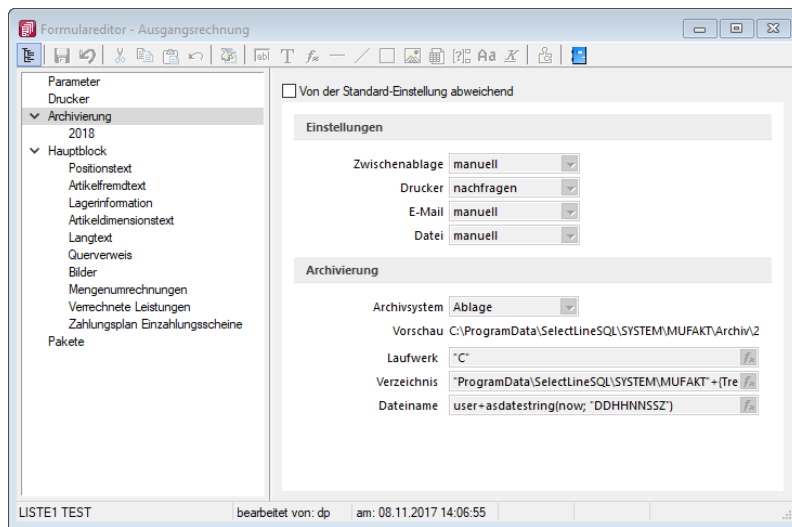 Formulareditor - Ausgangsrechnung
Parameter
Drucker
Archivierung
2018
Hauptblock
Positionstext
Artikelfremdtext
Lagerinformation
Artikeldimensionstext
Langtext
Querverweis
Bilder
Mengenumrechnungen
Verrechnete Leistungen
Zahlungsplan Einzahlungsscheine
Pakete
Von der Standard-Einstellung abweichend
Einstellungen
Zwischenablage manuell
Drucker nachfragen
E-Mail manuell
Datei manuell
Archivierung
Archivsystem Ablage
Vorschau C:\ProgramData\SelectLineSQL\SYSTEM\MUFAKT\Archiv\2
Laufwerk "C"
Verzeichnis "ProgramData\SelectLineSQL\SYSTEM\MUFAKT"+{Tre
Dateiname user+asdatestring(now; "DDHHNNSSZ")
LISTE1 TEST bearbeitet von: dp am: 08.11.2017 14:06:55